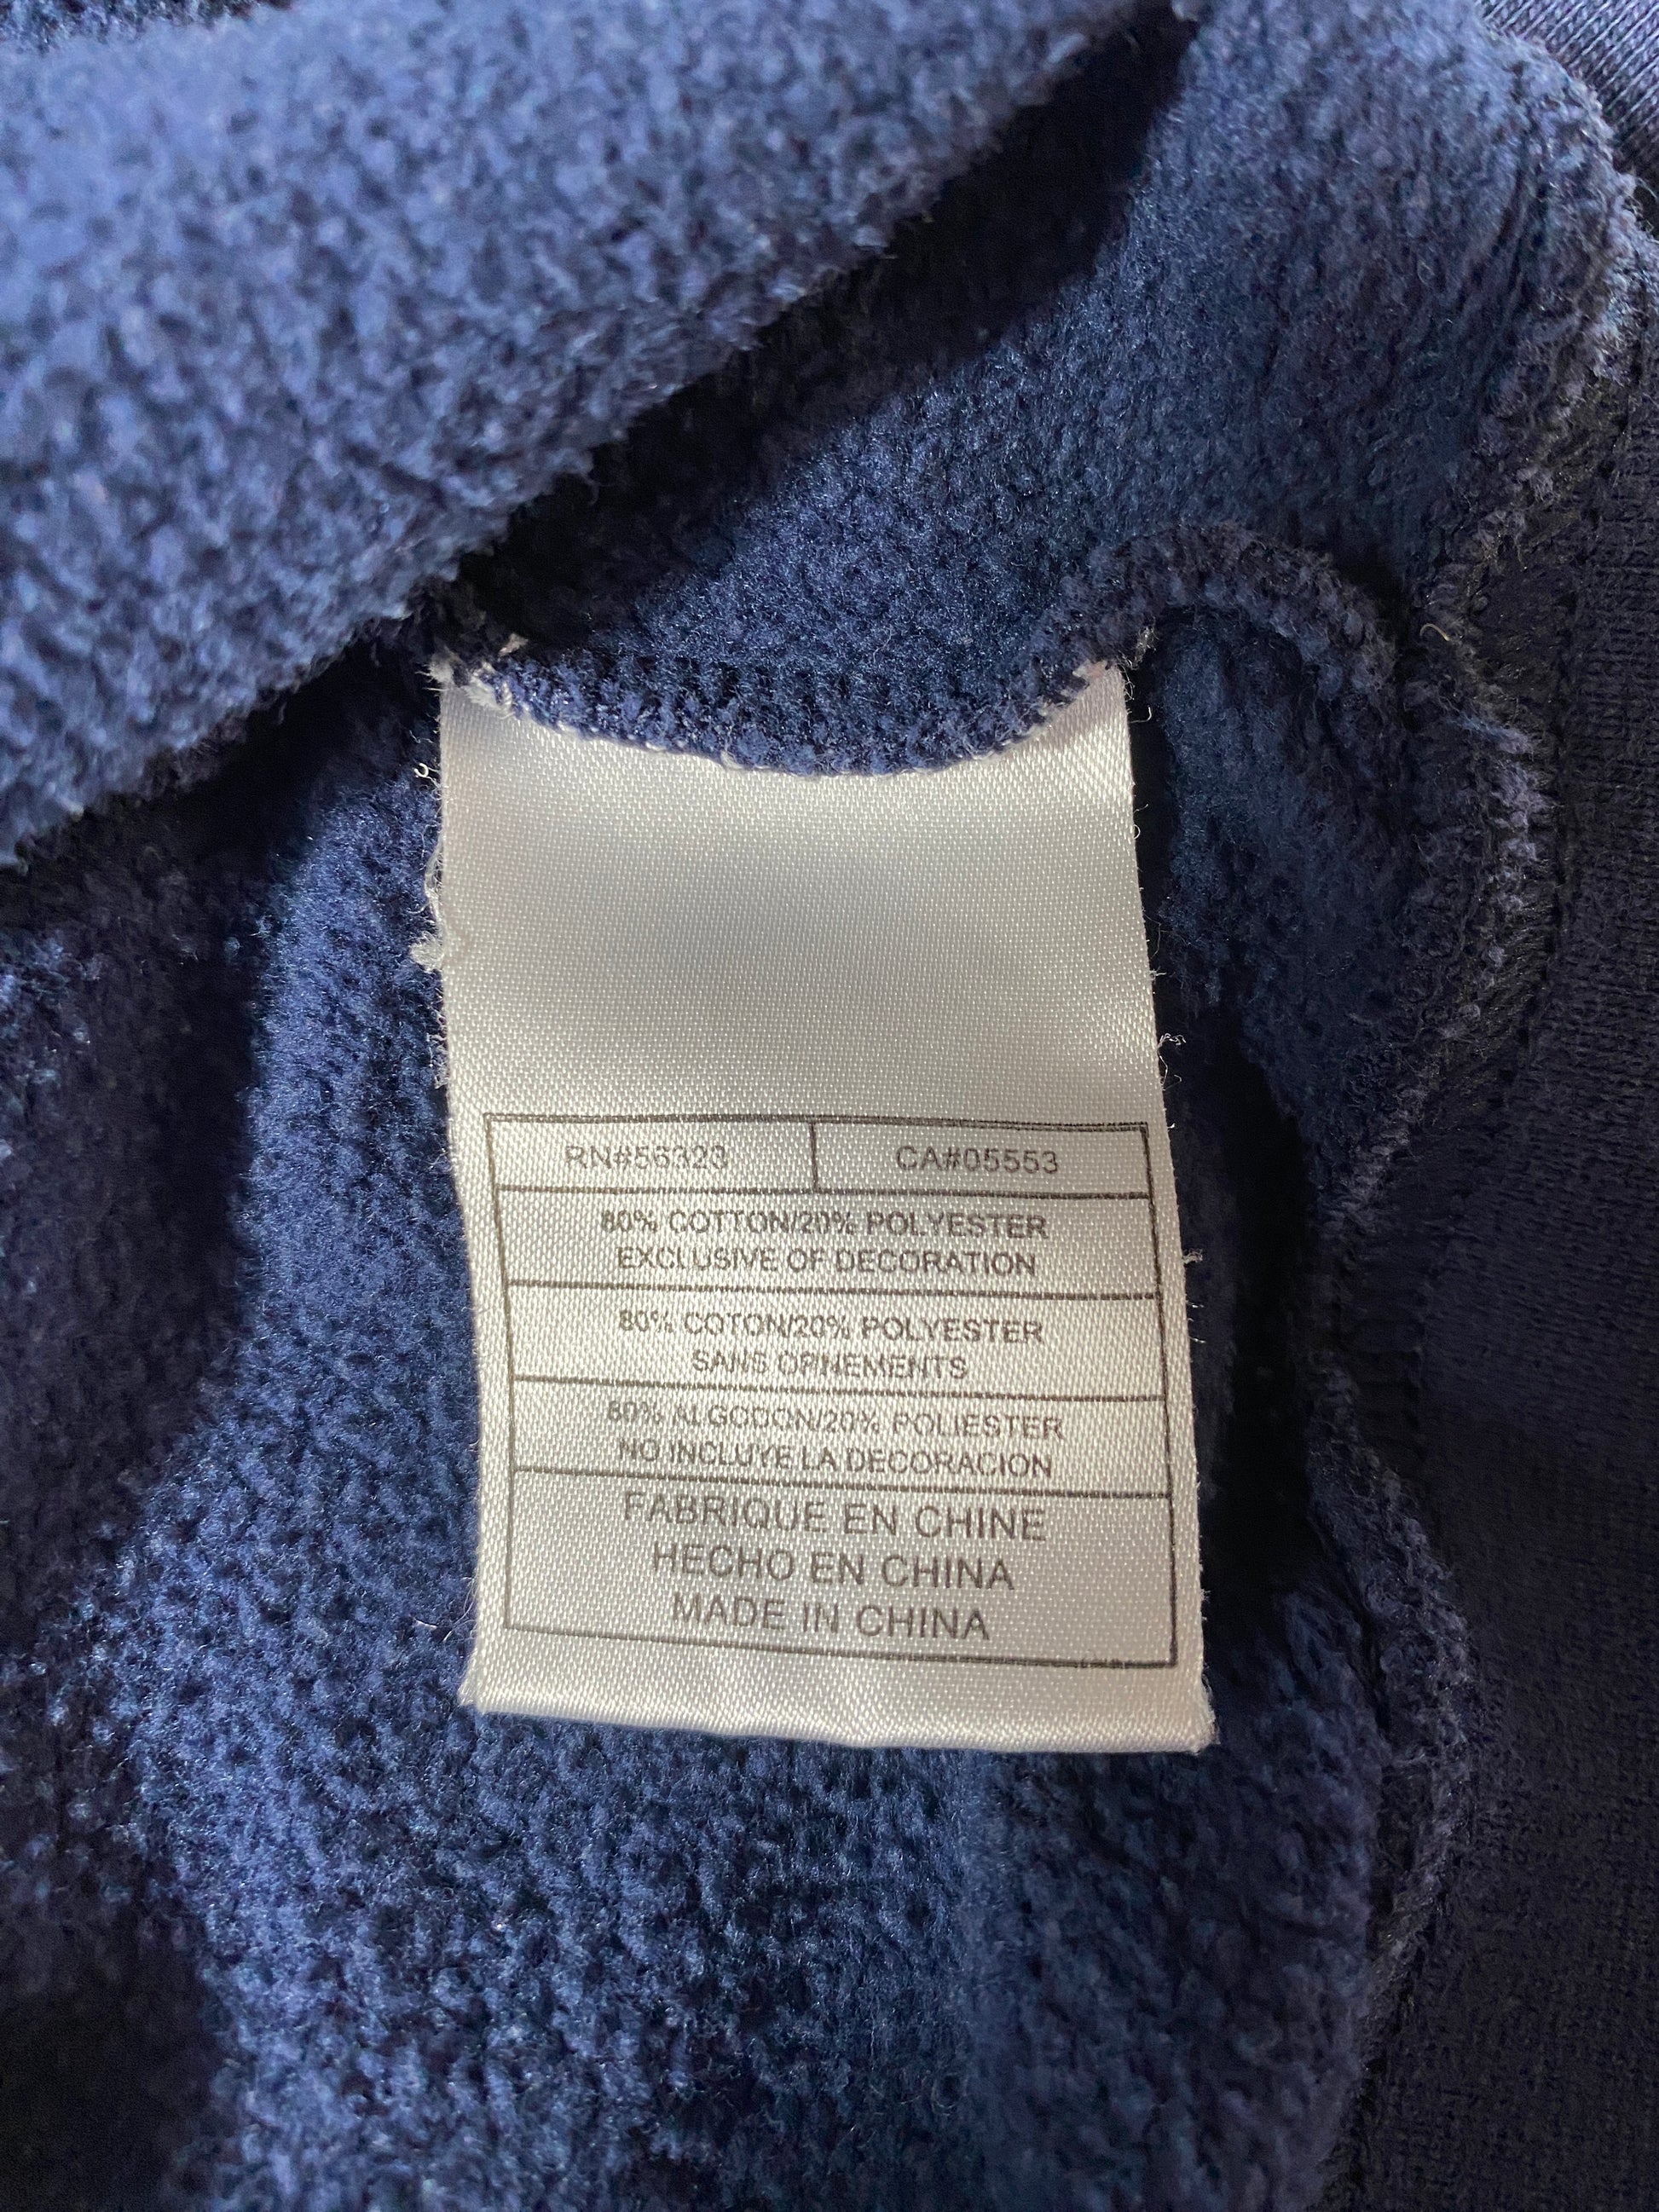 RN#56323 CA#05553
80% COTTON/20% POLYESTER
EXCLUSIVE OF DECORATION
80% COTON/20% POLYESTER
SANS ORNEMENTS
80% ALGODON/20% POLIESTER
NO INCLUYE LA DECORACION
FABRIQUE EN CHINE
HECHO EN CHINA
MADE IN CHINA